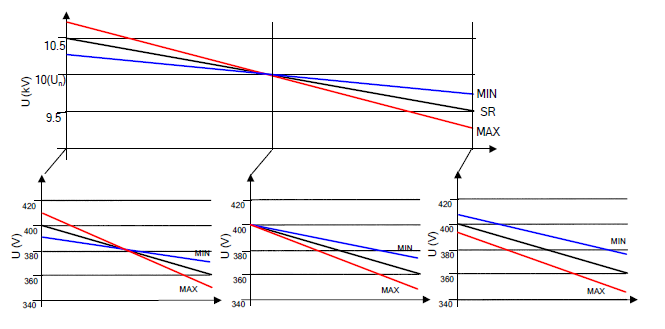 10.5
10(Un)
9.5
U (kV)
MIN
SR
MAX
420
400
380
360
340
U (V)
MIN
MAX
420
400
380
360
340
U (V)
MIN
MAX
420
400
380
360
340
U (V)
MIN
MAX